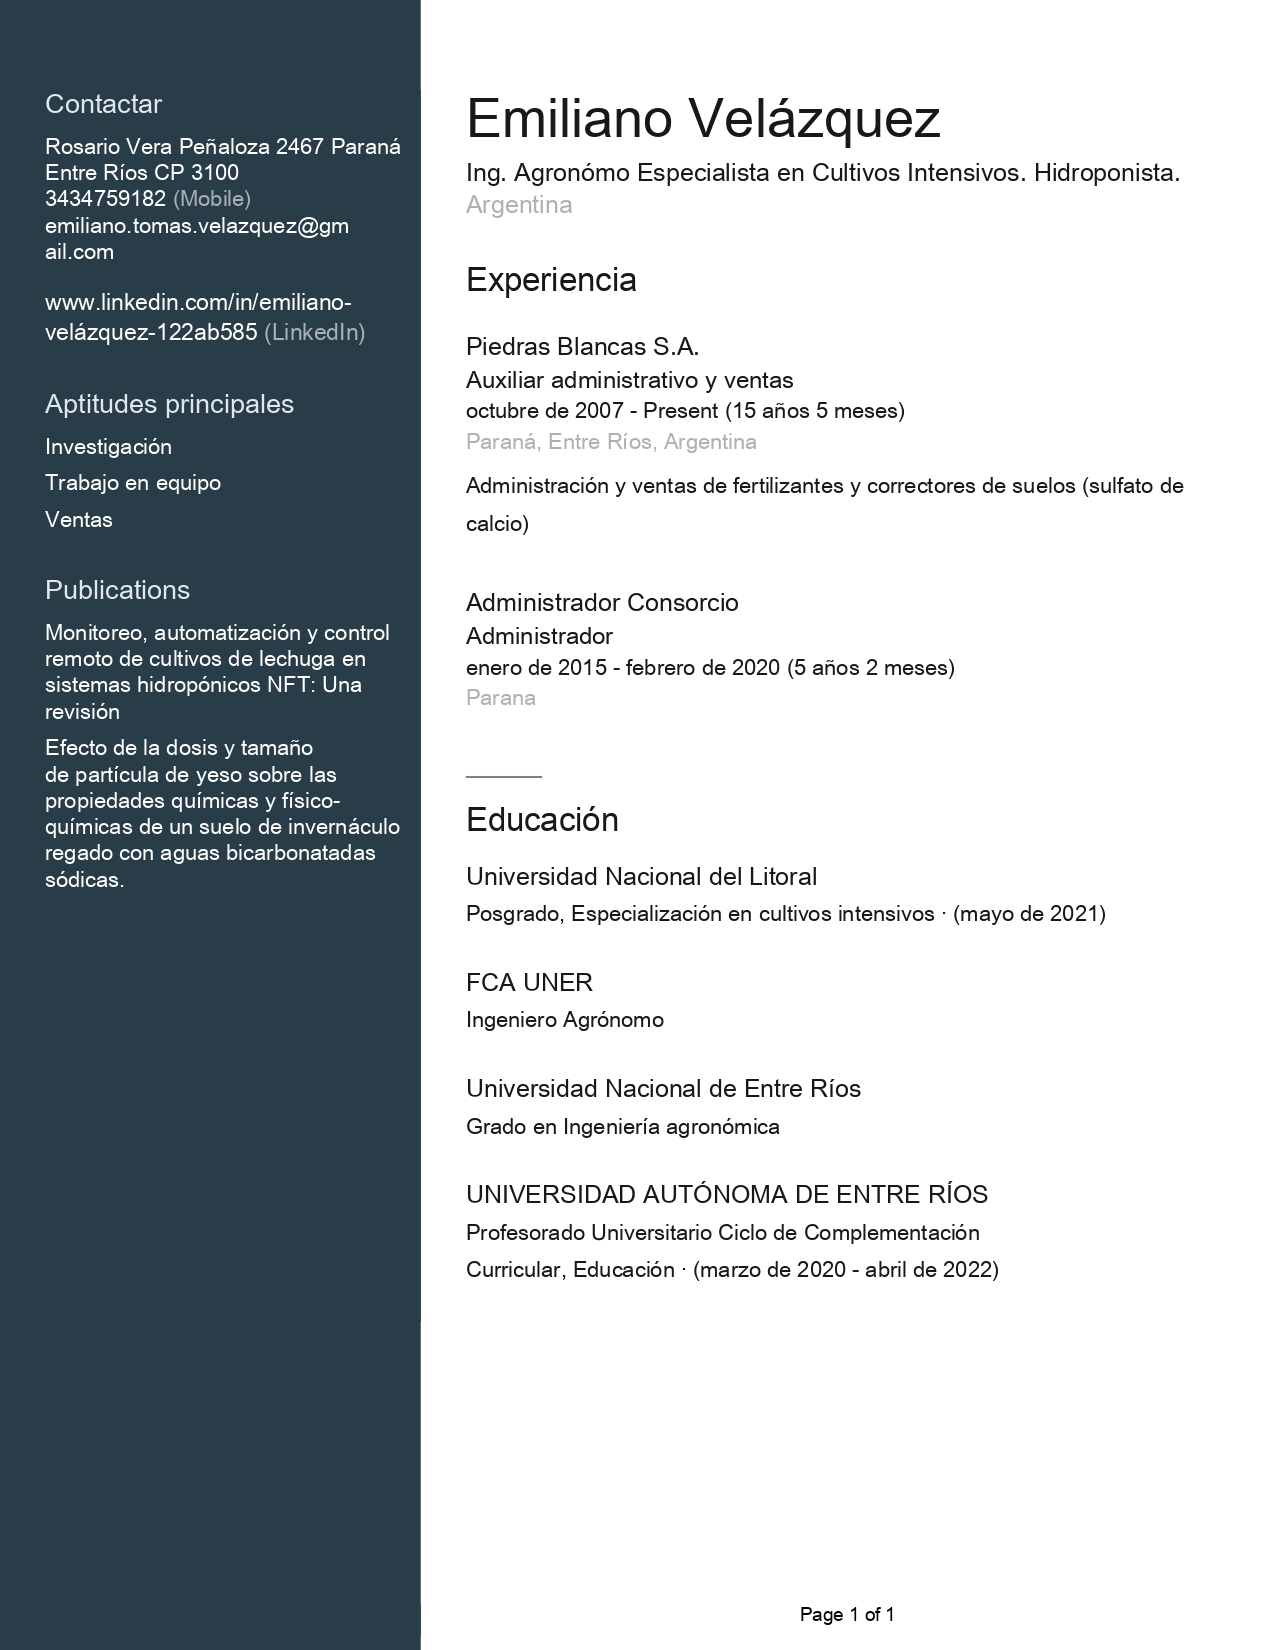 Contactar
Rosario Vera Peñaloza 2467 Paraná
Entre Ríos CP 3100
3434759182 (Mobile)
emiliano.tomas.velazquez@gm
ail.com
www.linkedin.com/in/emiliano-
velázquez-122ab585 (LinkedIn)
Aptitudes principales
Investigación
Trabajo en equipo
Ventas
Publications
Monitoreo, automatización y control
remoto de cultivos de lechuga en
sistemas hidropónicos NFT: Una
revisión
Efecto de la dosis y tamaño
de partícula de yeso sobre las
propiedades químicas y físico-
químicas de un suelo de invernáculo
regado con aguas bicarbonatadas
sódicas.
Emiliano Velázquez
Ing. Agronómo Especialista en Cultivos Intensivos. Hidroponista.
Argentina
Experiencia
Piedras Blancas S.A.
Auxiliar administrativo y ventas
octubre de 2007 - Present (15 años 5 meses)
Paraná, Entre Ríos, Argentina
Administración y ventas de fertilizantes y correctores de suelos (sulfato de
calcio)
Administrador Consorcio
Administrador
enero de 2015 - febrero de 2020 (5 años 2 meses)
Parana
Educación
Universidad Nacional del Litoral
Posgrado, Especialización en cultivos intensivos · (mayo de 2021)
FCA UNER
Ingeniero Agrónomo
Universidad Nacional de Entre Ríos
Grado en Ingeniería agronómica
UNIVERSIDAD AUTÓNOMA DE ENTRE RÍOS
Profesorado Universitario Ciclo de Complementación
Curricular, Educación · (marzo de 2020 - abril de 2022)
Page 1 of 1